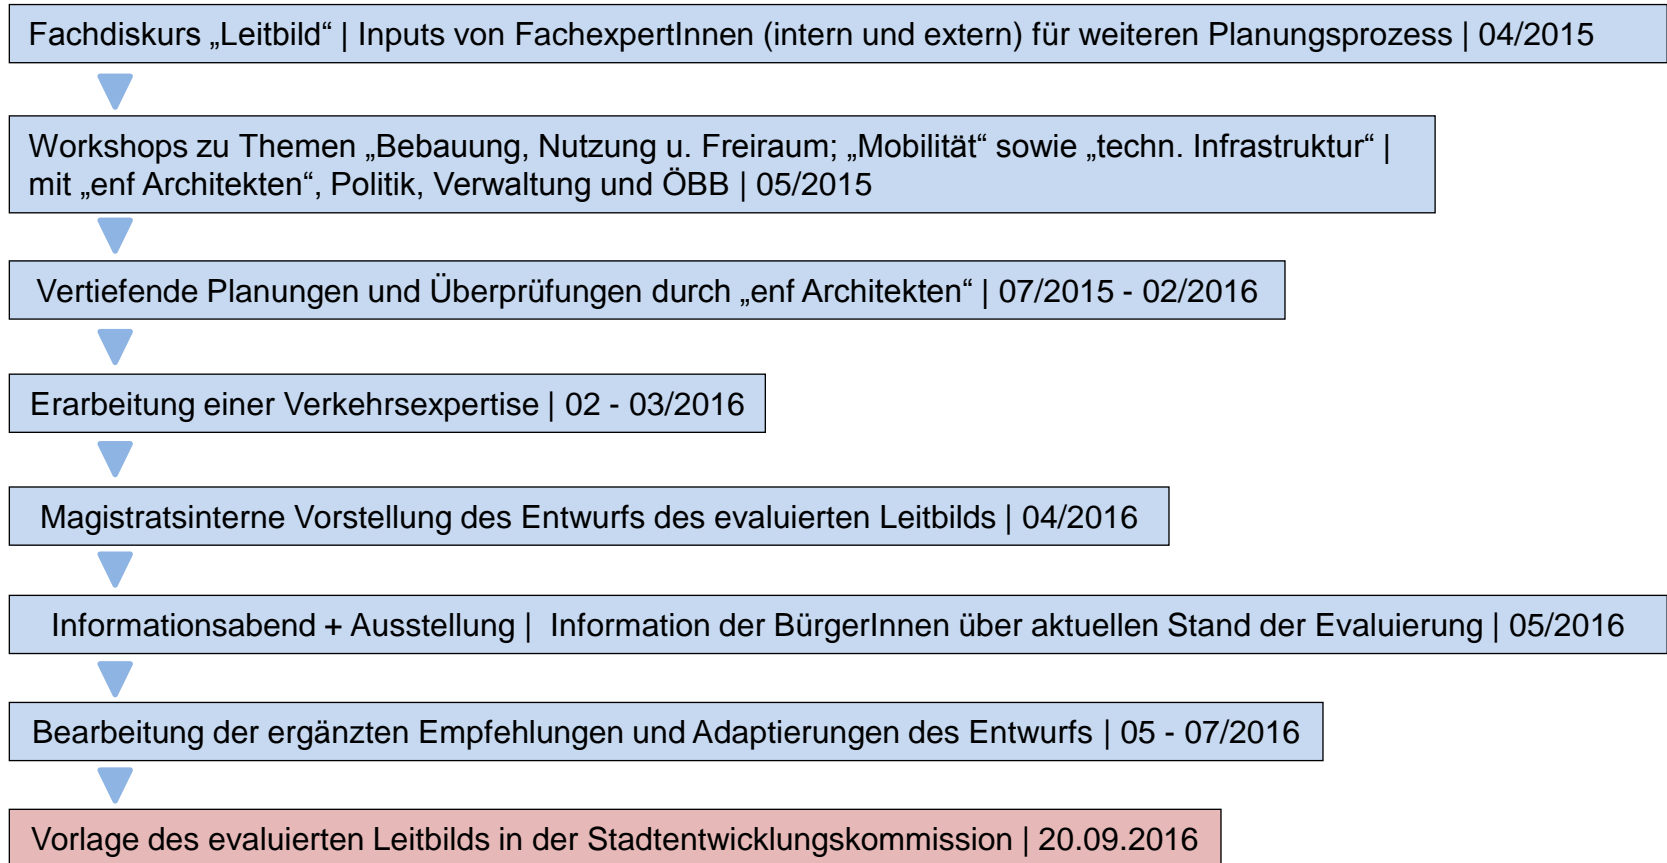 Fachdiskurs „Leitbild“ | Inputs von FachexpertInnen (intern und extern) für weiteren Planungsprozess | 04/2015
Workshops zu Themen „Bebauung, Nutzung u. Freiraum; „Mobilität“ sowie „techn. Infrastruktur“ |
mit „enf Architekten“, Politik, Verwaltung und ÖBB | 05/2015
Vertiefende Planungen und Überprüfungen durch „enf Architekten“ | 07/2015 - 02/2016
Erarbeitung einer Verkehrsexpertise | 02 - 03/2016
Magistratsinterne Vorstellung des Entwurfs des evaluierten Leitbilds | 04/2016
Informationsabend + Ausstellung | Information der BürgerInnen über aktuellen Stand der Evaluierung | 05/2016
Bearbeitung der ergänzten Empfehlungen und Adaptierungen des Entwurfs | 05 - 07/2016
Vorlage des evaluierten Leitbilds in der Stadtentwicklungskommission | 20.09.2016